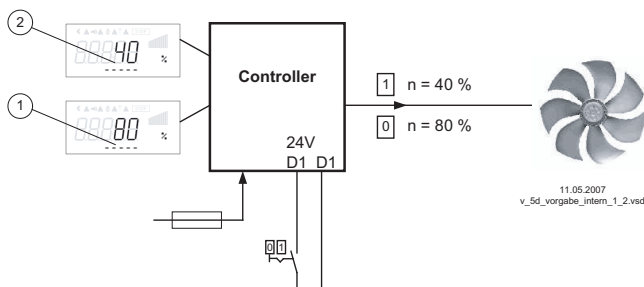 2
40
%
1
80
%
Controller
24V
D1 D1
1 n = 40 %
0 n = 80 %
0 1
11.05.2007
v_5d_vorgabe_intern_1_2.vsd